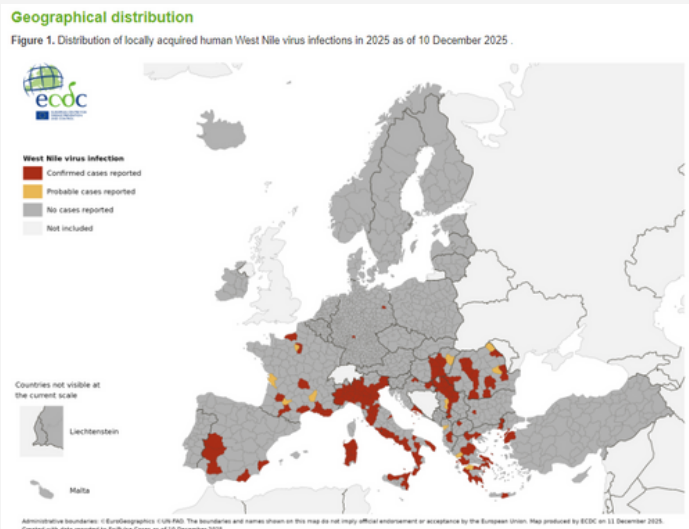 Geographical distribution
Figure 1. Distribution of locally acquired human West Nile virus infections in 2025 as of 10 December 2025 .
ecdc
West Nile virus infection
Confirmed cases reported
Probable cases reported
No cases reported
Not included
Countries not visible at
the current scale
Liechtenstein
Malta
Administrative boundaries: ©EuroGeographics ©UN-FAO. The boundaries and names shown on this map do not imply official endorsement or acceptance by the European Union. Map produced by ECDC on 11 December 2025.